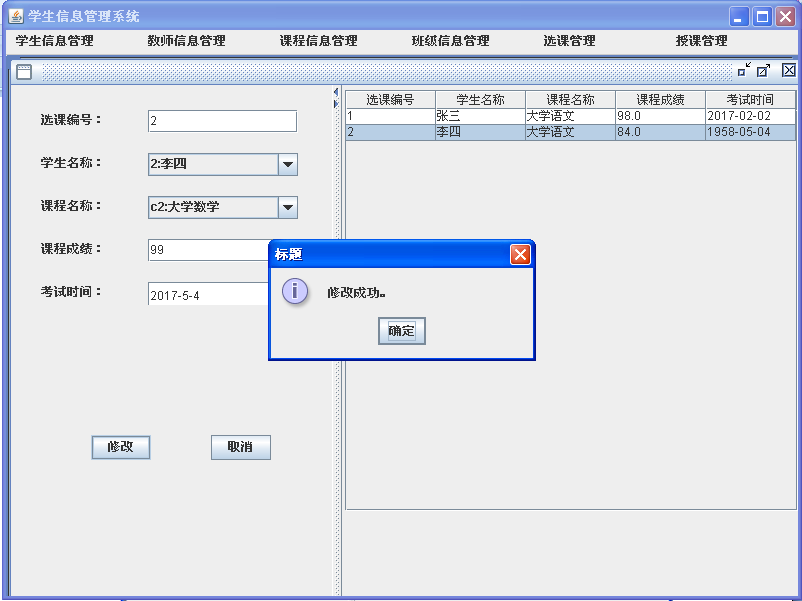 学生信息管理系统
学生信息管理 教师信息管理 课程信息管理 班级信息管理 选课管理 授课管理
选课编号： 2
学生名称： 2:李四
课程名称： c2:大学数学
课程成绩： 99
考试时间： 2017-5-4
修改 取消
选课编号 学生名称 课程名称 课程成绩 考试时间
1 张三 大学语文 98.0 2017-02-02
2 李四 大学语文 84.0 1958-05-04
标题
修改成功。
确定